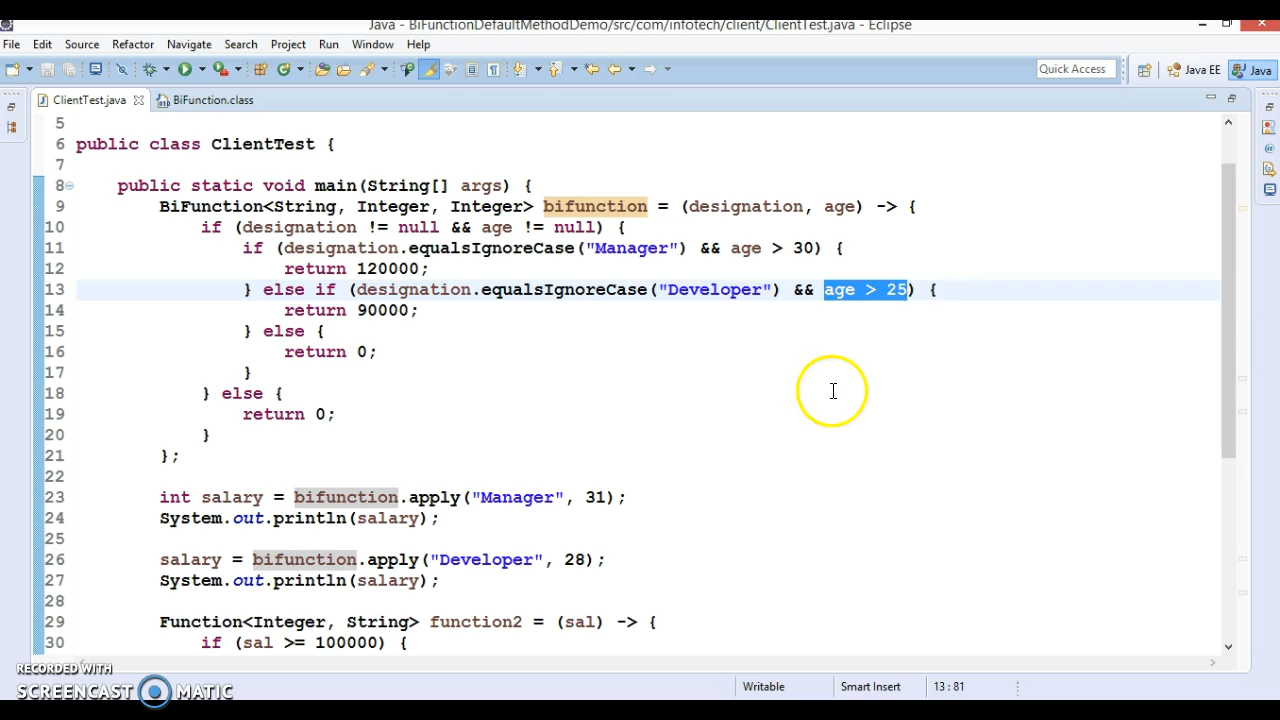 Java - BiFunctionDefaultMethodDemo/src/com/infotech/client/ClientTest.java - Eclipse
File Edit Source Refactor Navigate Search Project Run Window Help
Quick Access Java EE Java
ClientTest.java BiFunction.class
5
6 public class ClientTest {
7
8 public static void main(String[] args) {
9 BiFunction<String, Integer, Integer> bifunction = (designation, age) -> {
10 if (designation != null && age != null) {
11 if (designation.equalsIgnoreCase("Manager") && age > 30) {
12 return 120000;
13 } else if (designation.equalsIgnoreCase("Developer") && age > 25) {
14 return 90000;
15 } else {
16 return 0;
17 }
18 } else {
19 return 0;
20 }
21 };
22
23 int salary = bifunction.apply("Manager", 31);
24 System.out.println(salary);
25
26 salary = bifunction.apply("Developer", 28);
27 System.out.println(salary);
28
29 Function<Integer, String> function2 = (sal) -> {
30 if (sal >= 100000) {
RECORDED WITH
SCREENCAST MATIC
Writable Smart Insert 13 : 81